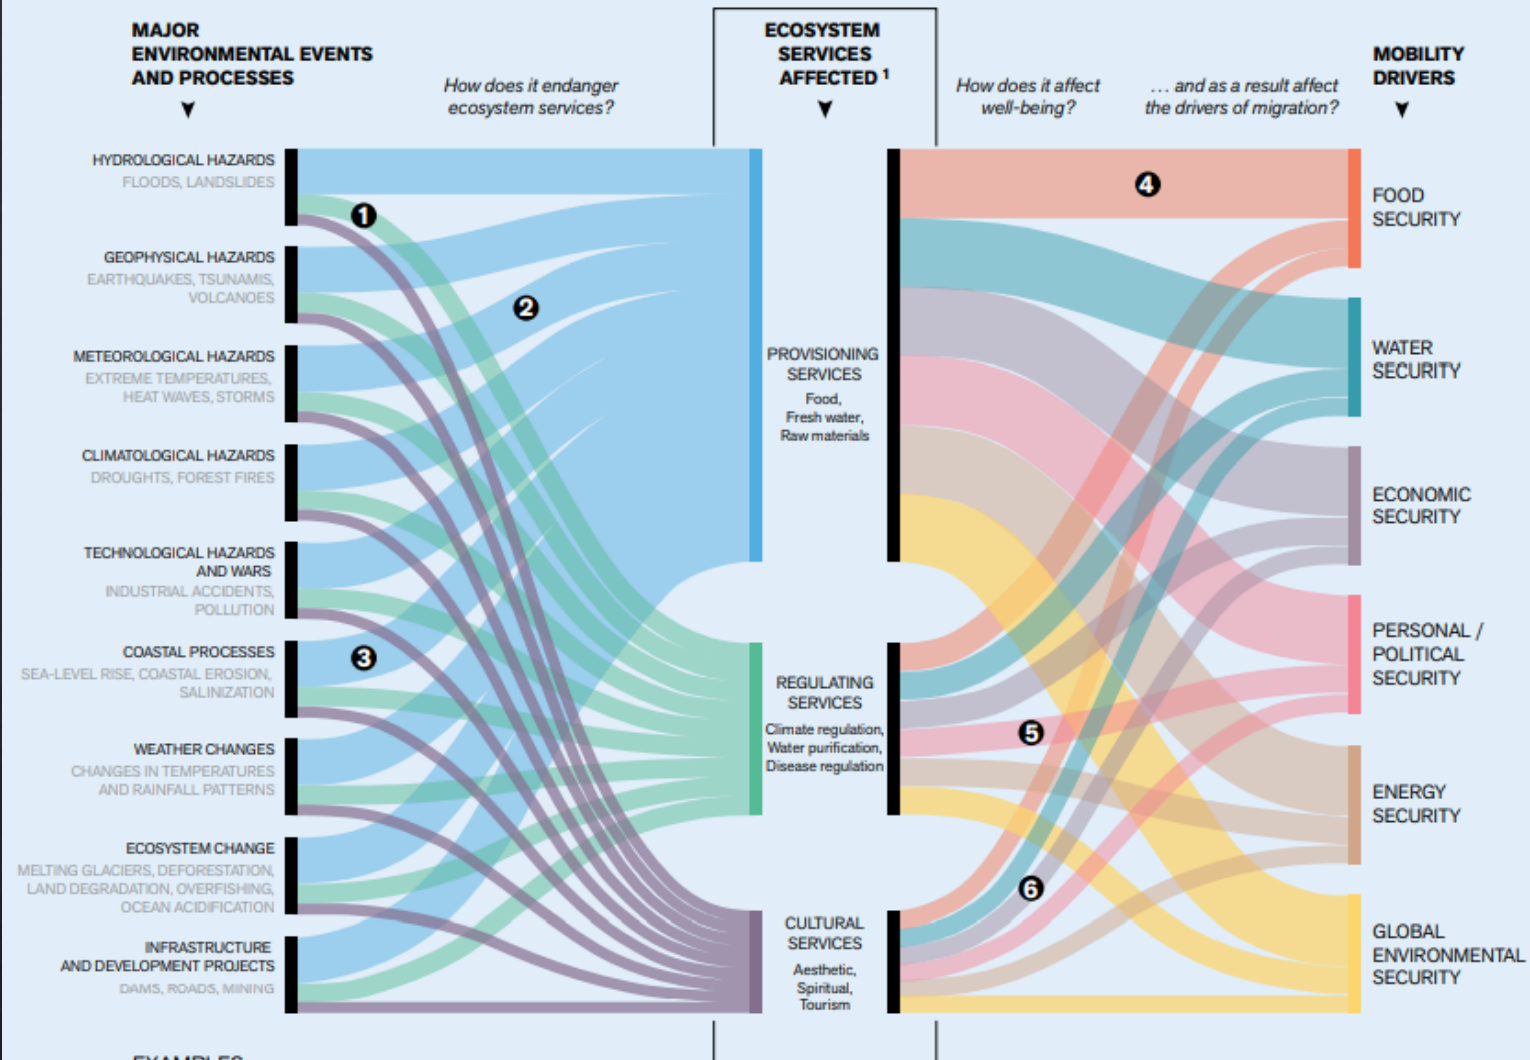 MAJOR
ENVIRONMENTAL EVENTS
AND PROCESSES
How does it endanger
ecosystem services?
ECOSYSTEM
SERVICES
AFFECTED 1
How does it affect
well-being?
… and as a result affect
the drivers of migration?
MOBILITY
DRIVERS
HYDROLOGICAL HAZARDS
FLOODS, LANDSLIDES
GEOPHYSICAL HAZARDS
EARTHQUAKES, TSUNAMIS,
VOLCANOES
METEOROLOGICAL HAZARDS
EXTREME TEMPERATURES,
HEAT WAVES, STORMS
CLIMATOLOGICAL HAZARDS
DROUGHTS, FOREST FIRES
TECHNOLOGICAL HAZARDS
AND WARS
INDUSTRIAL ACCIDENTS,
POLLUTION
COASTAL PROCESSES
SEA-LEVEL RISE, COASTAL EROSION,
SALINIZATION
WEATHER CHANGES
CHANGES IN TEMPERATURES
AND RAINFALL PATTERNS
ECOSYSTEM CHANGE
MELTING GLACIERS, DEFORESTATION,
LAND DEGRADATION, OVERFISHING,
OCEAN ACIDIFICATION
INFRASTRUCTURE
AND DEVELOPMENT PROJECTS
DAMS, ROADS, MINING
1
2
3
PROVISIONING
SERVICES
Food,
Fresh water,
Raw materials
REGULATING
SERVICES
Climate regulation,
Water purification,
Disease regulation
CULTURAL
SERVICES
Aesthetic,
Spiritual,
Tourism
4
5
6
FOOD
SECURITY
WATER
SECURITY
ECONOMIC
SECURITY
PERSONAL /
POLITICAL
SECURITY
ENERGY
SECURITY
GLOBAL
ENVIRONMENTAL
SECURITY
EXAMPLES